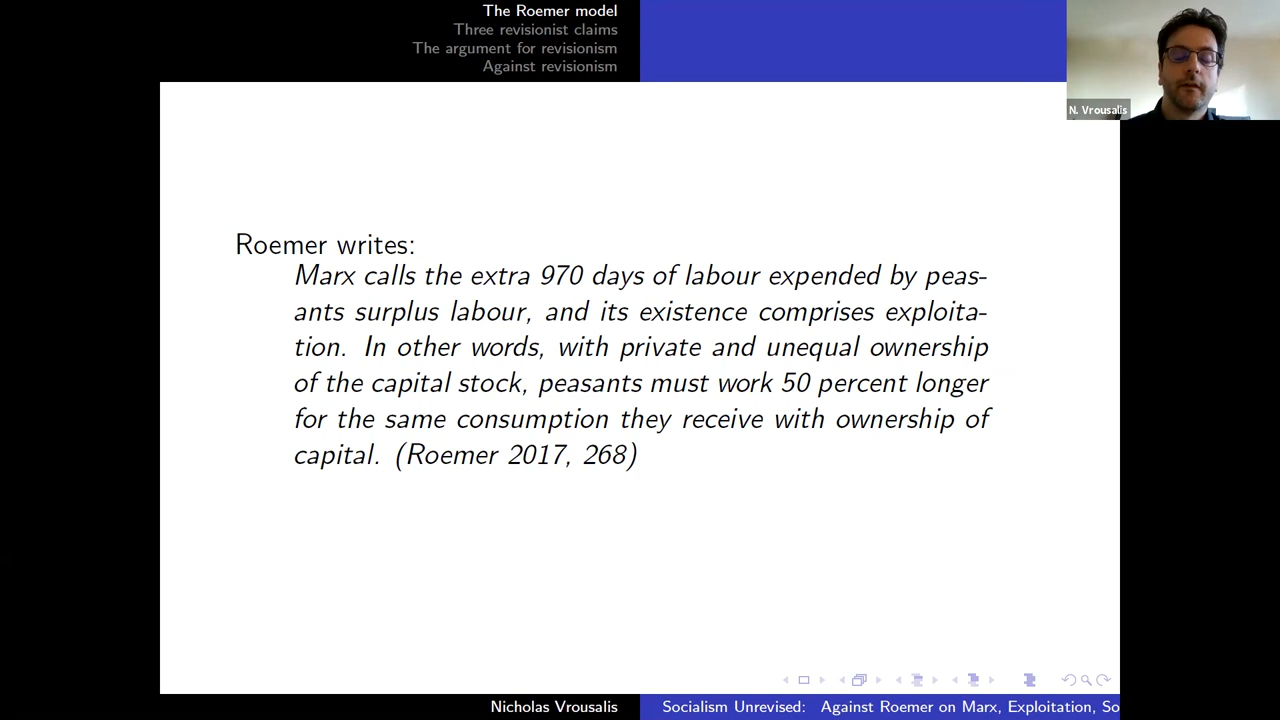 The Roemer model
Three revisionist claims
The argument for revisionism
Against revisionism
N. Vrousalis
Roemer writes:
Marx calls the extra 970 days of labour expended by peas-
ants surplus labour, and its existence comprises exploita-
tion. In other words, with private and unequal ownership
of the capital stock, peasants must work 50 percent longer
for the same consumption they receive with ownership of
capital. (Roemer 2017, 268)
Nicholas Vrousalis
Socialism Unrevised: Against Roemer on Marx, Exploitation, So